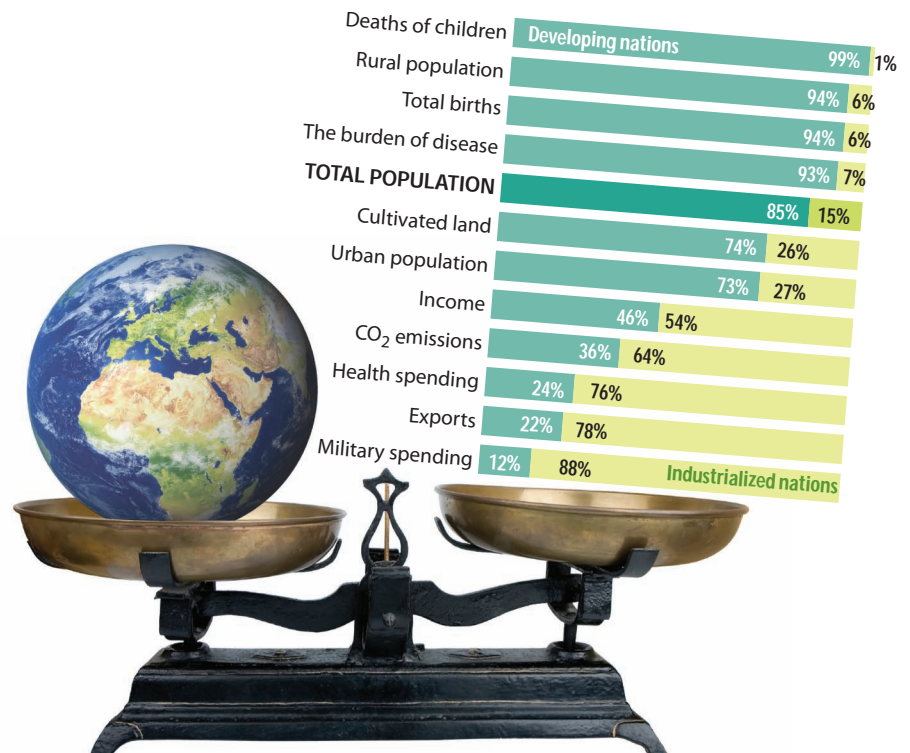 Deaths of children Developing nations 99% 1%
Rural population 94% 6%
Total births 94% 6%
The burden of disease 93% 7%
TOTAL POPULATION 85% 15%
Cultivated land 74% 26%
Urban population 73% 27%
Income 46% 54%
CO₂ emissions 36% 64%
Health spending 24% 76%
Exports 22% 78%
Military spending 12% 88% Industrialized nations